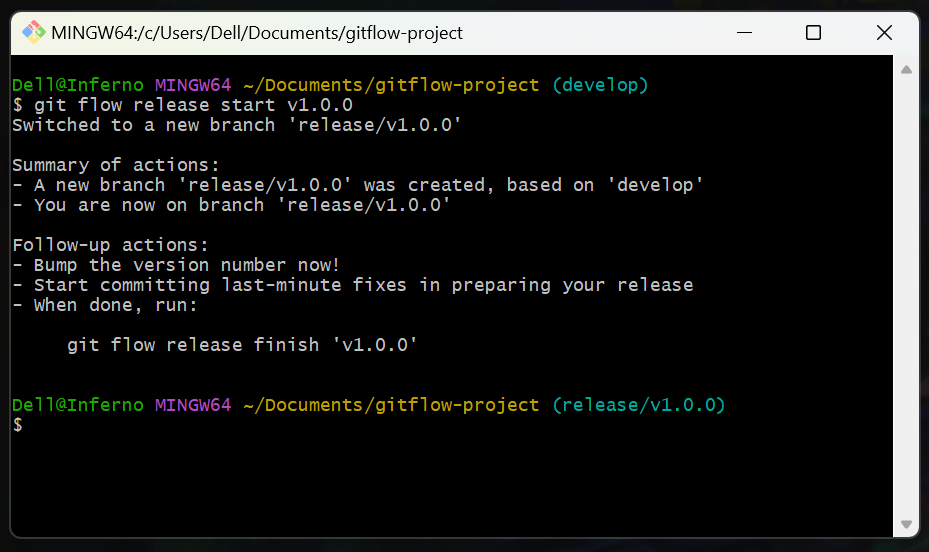 MINGW64:/c/Users/Dell/Documents/gitflow-project
Dell@Inferno MINGW64 ~/Documents/gitflow-project (develop)
$ git flow release start v1.0.0
Switched to a new branch 'release/v1.0.0'
Summary of actions:
- A new branch 'release/v1.0.0' was created, based on 'develop'
- You are now on branch 'release/v1.0.0'
Follow-up actions:
- Bump the version number now!
- Start committing last-minute fixes in preparing your release
- When done, run:
git flow release finish 'v1.0.0'
Dell@Inferno MINGW64 ~/Documents/gitflow-project (release/v1.0.0)
$